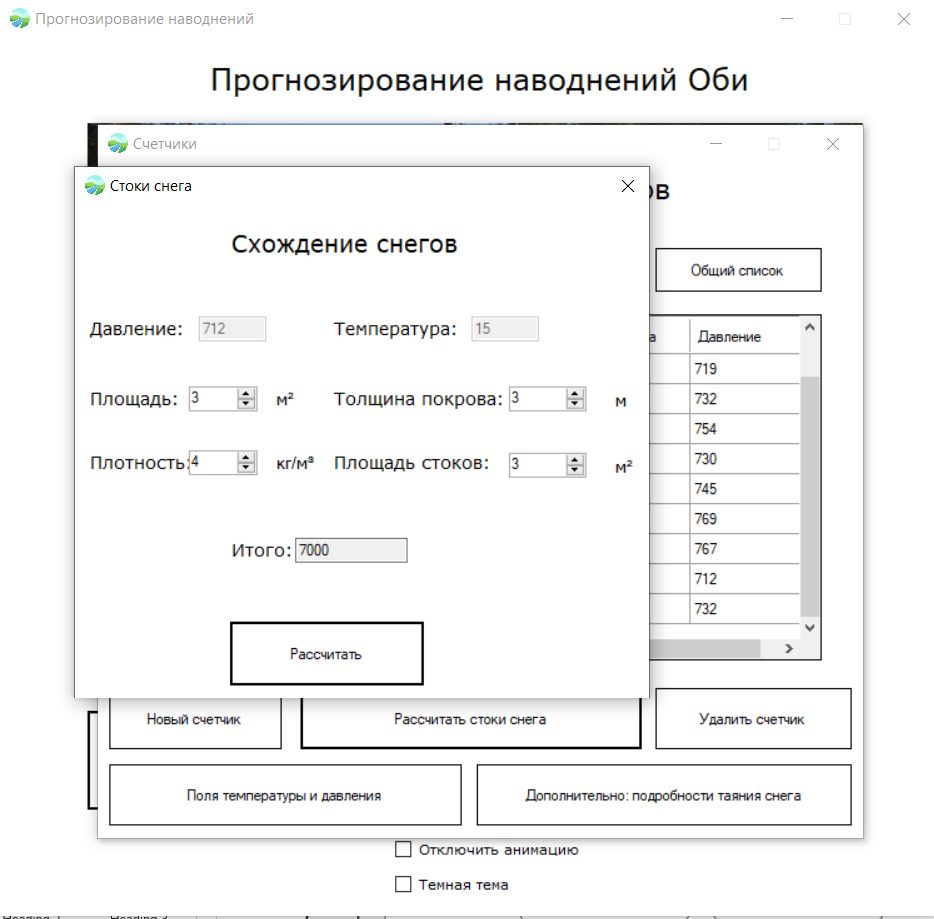 Прогнозирование наводнений
Прогнозирование наводнений Оби
Счетчики
Стоки снега
Схождение снегов
Общий список
Давление: 712 Температура: 15
Площадь: 3 м² Толщина покрова: 3 м
Плотность: 4 кг/м³ Площадь стоков: 3 м²
Итого: 7000
Рассчитать
Давление
719
732
754
730
745
769
767
712
732
Новый счетчик
Рассчитать стоки снега
Удалить счетчик
Поля температуры и давления
Дополнительно: подробности таяния снега
Отключить анимацию
Темная тема